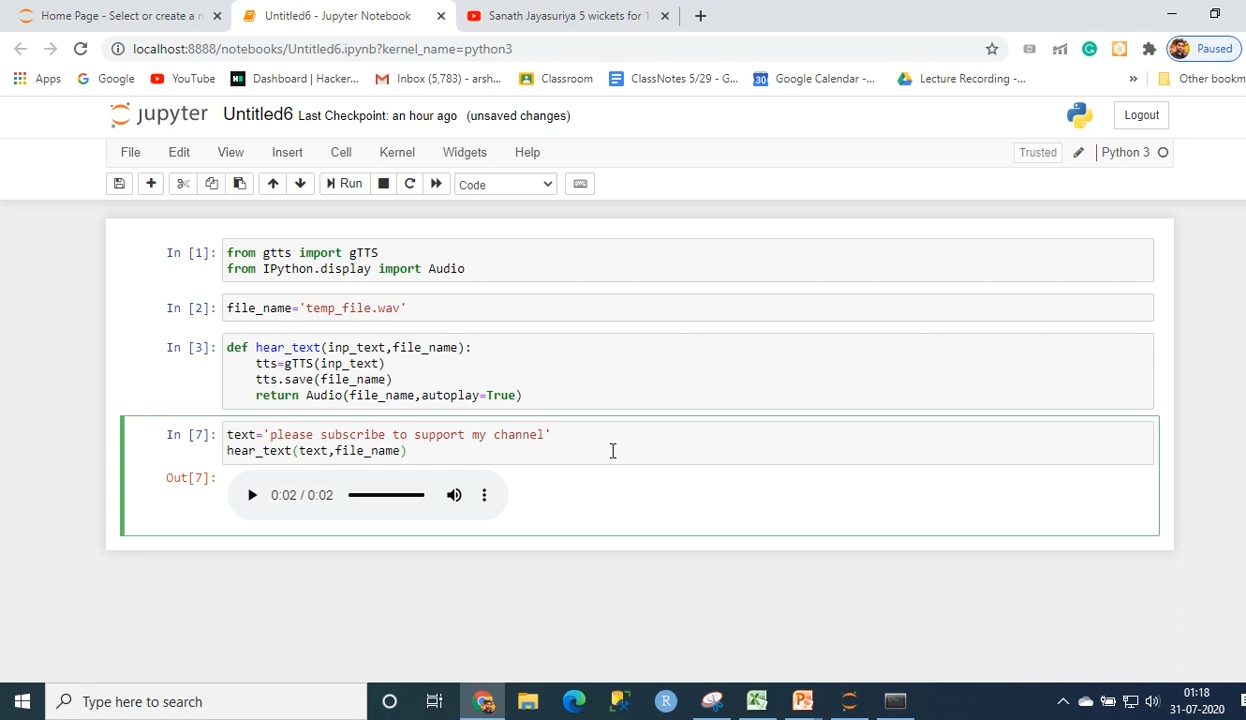 Home Page - Select or create a n
Untitled6 - Jupyter Notebook
Sanath Jayasuriya 5 wickets for 1
localhost:8888/notebooks/Untitled6.ipynb?kernel_name=python3
Paused
Apps
Google
YouTube
Dashboard | Hacker...
Inbox (5,783) - arsh...
Classroom
ClassNotes 5/29 - G...
Google Calendar -...
Lecture Recording -...
»
Other bookm
jupyter
Untitled6 Last Checkpoint: an hour ago (unsaved changes)
Logout
File
Edit
View
Insert
Cell
Kernel
Widgets
Help
Trusted
Python 3
Run
Code
In [1]:
from gtts import gTTS
from IPython.display import Audio
In [2]:
file_name='temp_file.wav'
In [3]:
def hear_text(inp_text,file_name):
    tts=gTTS(inp_text)
    tts.save(file_name)
    return Audio(file_name,autoplay=True)
In [7]:
text='please subscribe to support my channel'
hear_text(text,file_name)
Out[7]:
0:02 / 0:02
Type here to search
01:18
31-07-2020